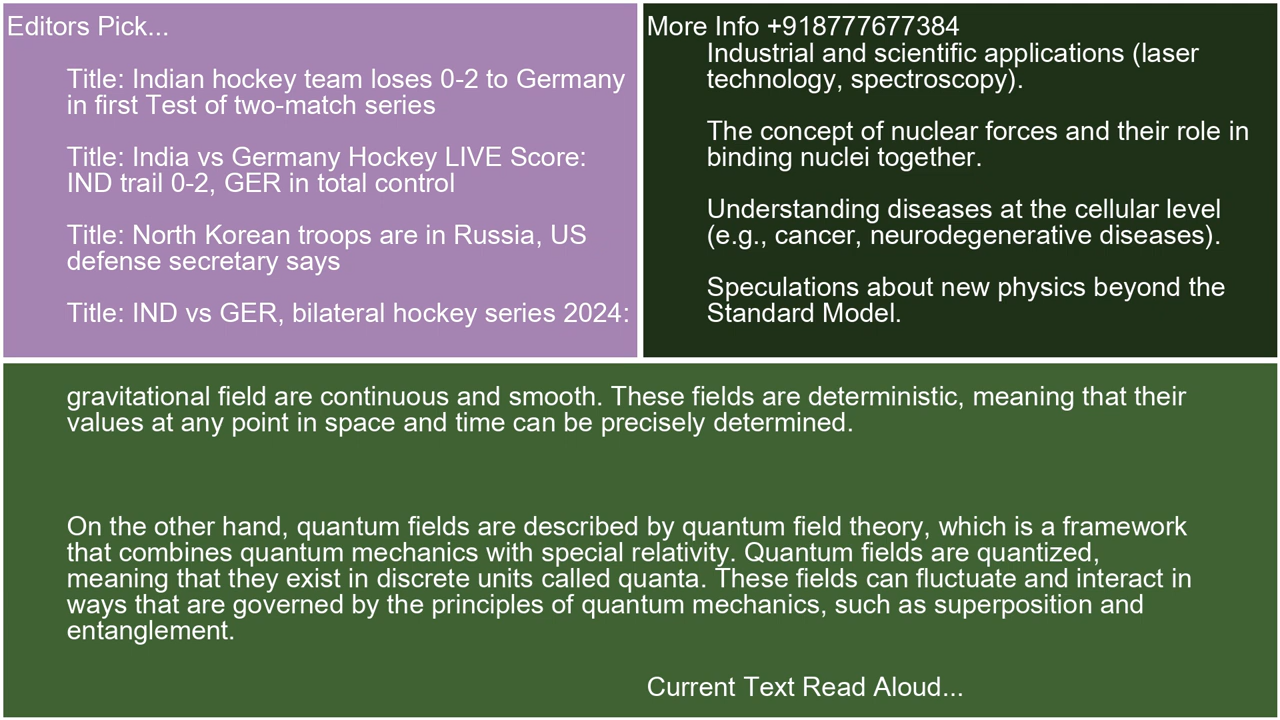 Editors Pick...
Title: Indian hockey team loses 0-2 to Germany
in first Test of two-match series
Title: India vs Germany Hockey LIVE Score:
IND trail 0-2, GER in total control
Title: North Korean troops are in Russia, US
defense secretary says
Title: IND vs GER, bilateral hockey series 2024:
More Info +918777677384
Industrial and scientific applications (laser
technology, spectroscopy).
The concept of nuclear forces and their role in
binding nuclei together.
Understanding diseases at the cellular level
(e.g., cancer, neurodegenerative diseases).
Speculations about new physics beyond the
Standard Model.
gravitational field are continuous and smooth. These fields are deterministic, meaning that their
values at any point in space and time can be precisely determined.
On the other hand, quantum fields are described by quantum field theory, which is a framework
that combines quantum mechanics with special relativity. Quantum fields are quantized,
meaning that they exist in discrete units called quanta. These fields can fluctuate and interact in
ways that are governed by the principles of quantum mechanics, such as superposition and
entanglement.
Current Text Read Aloud...